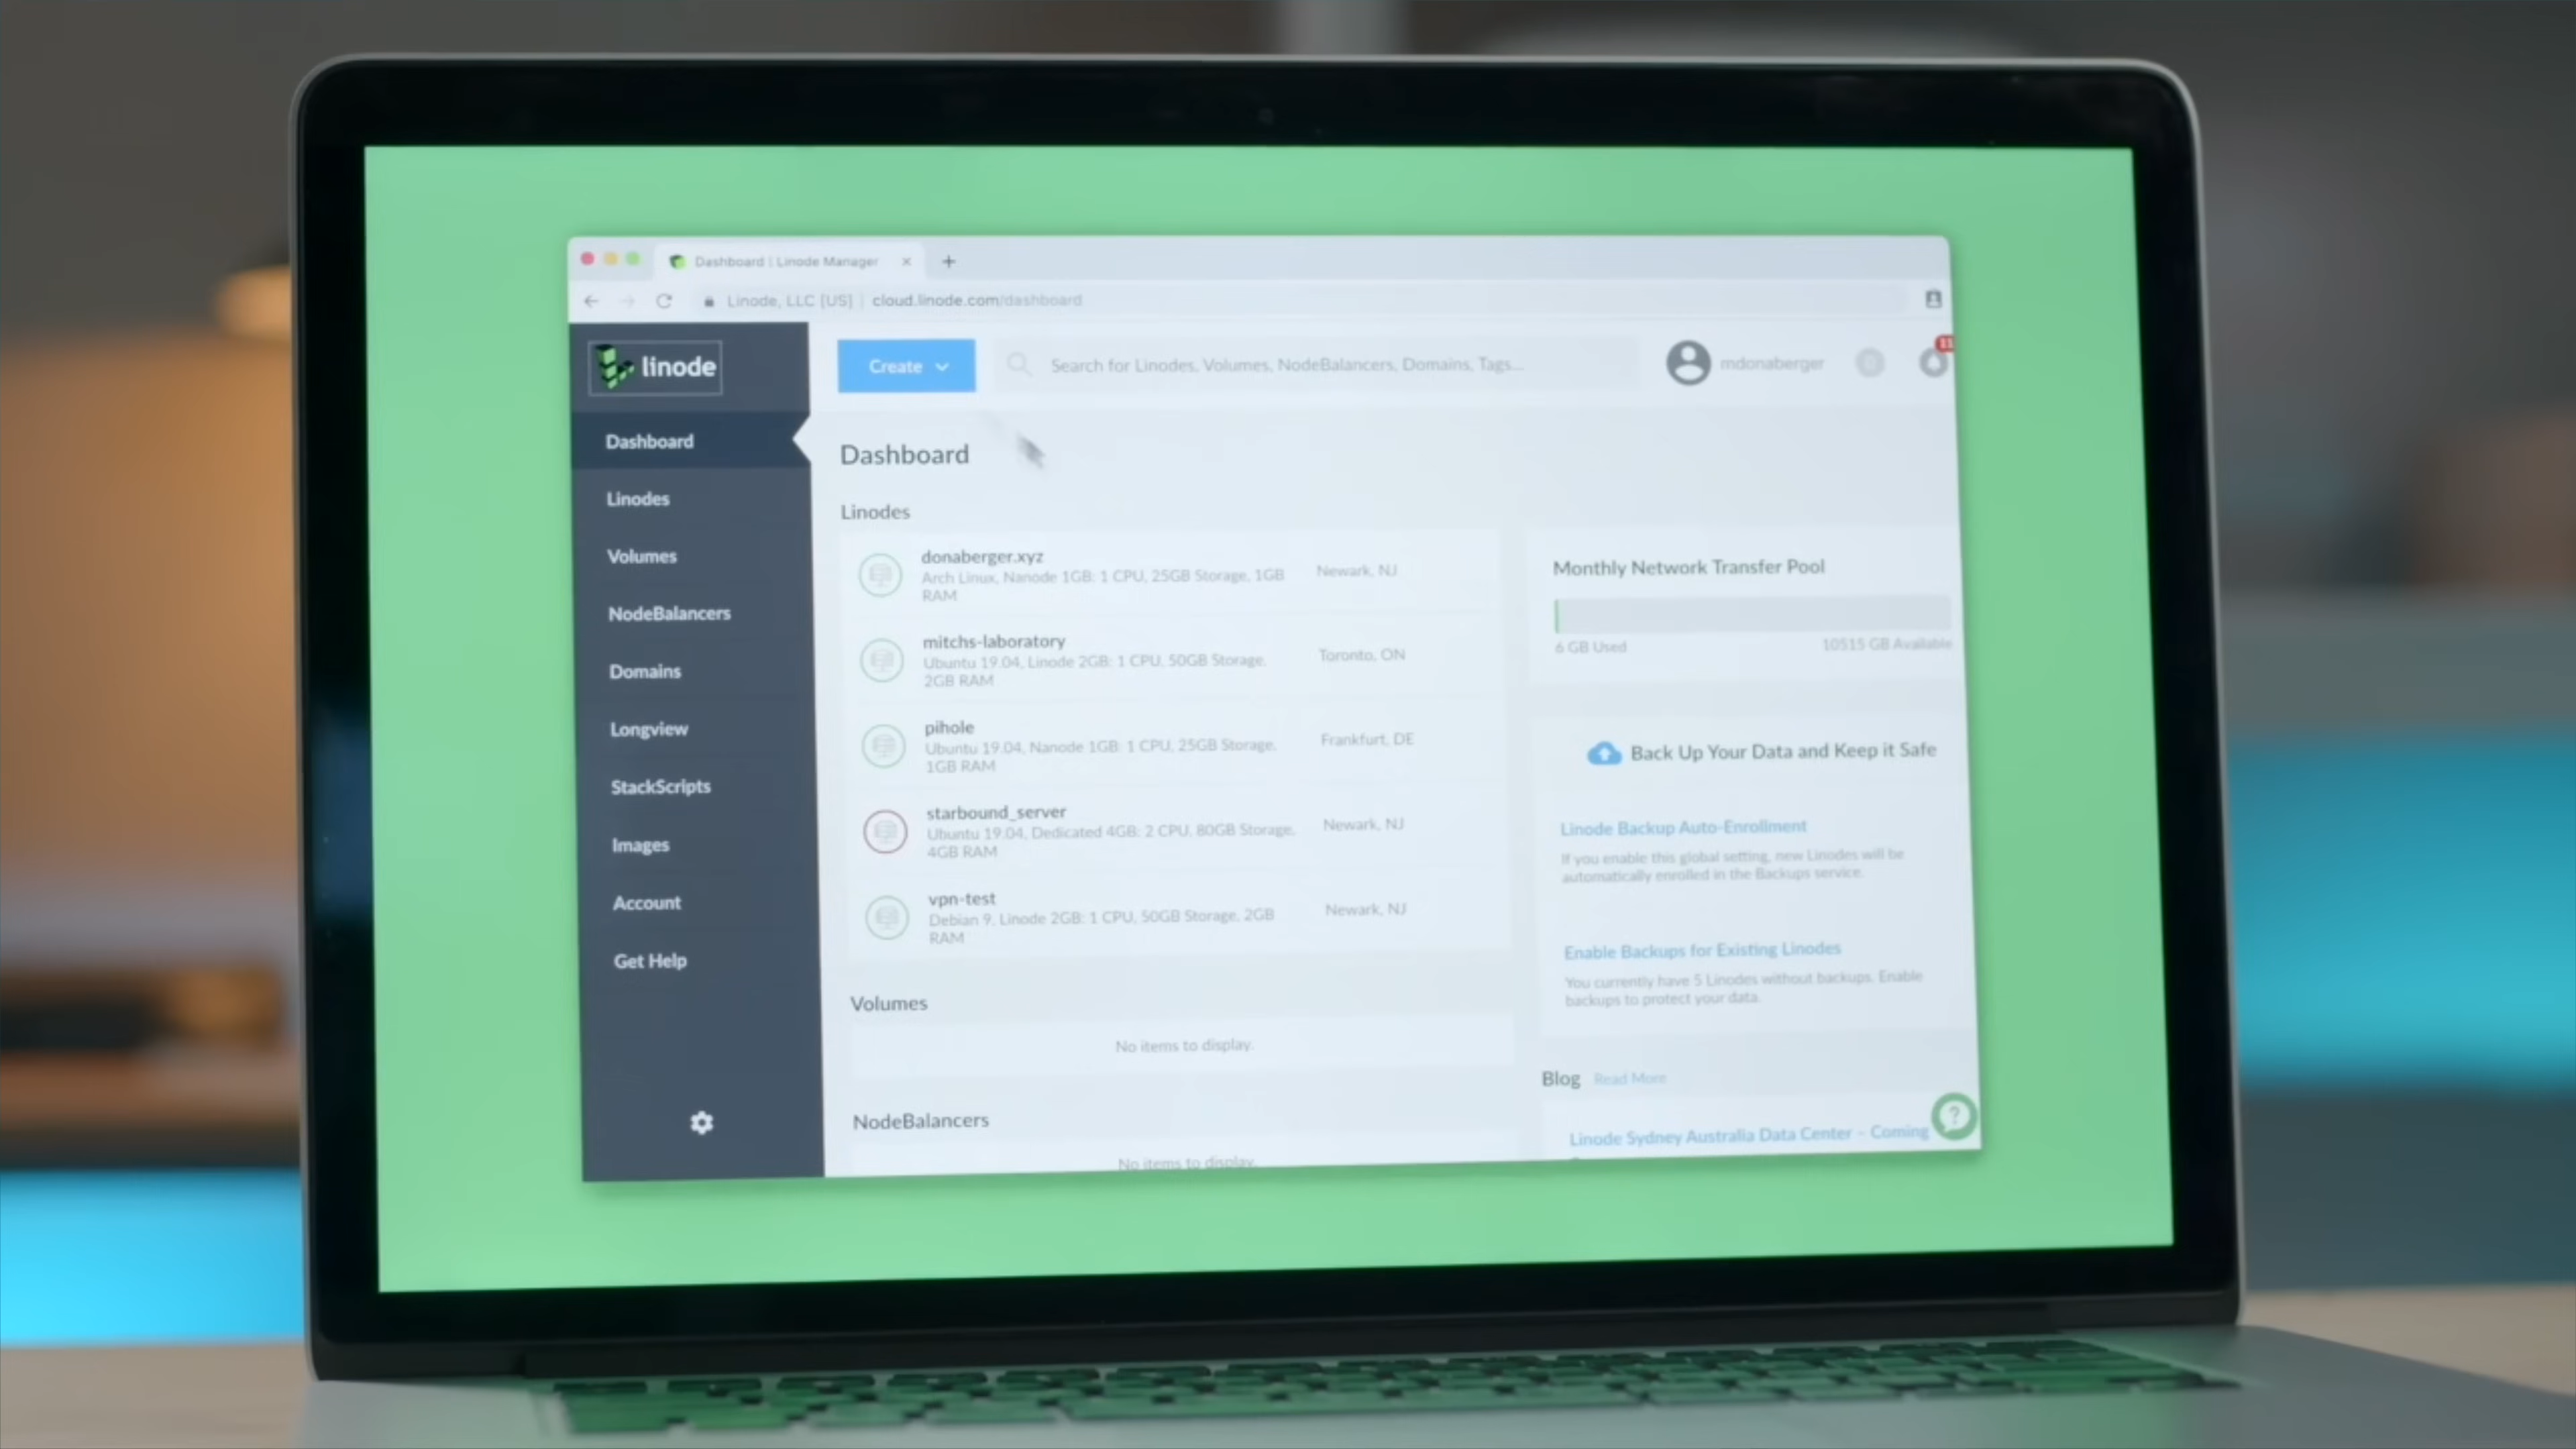 Dashboard | Linode Manager
Linode, LLC [US] | cloud.linode.com/dashboard
linode
Create
Search for Linodes, Volumes, NodeBalancers, Domains, Tags...
mdonaberger
11
Dashboard
Linodes
Volumes
NodeBalancers
Domains
Longview
StackScripts
Images
Account
Get Help
Dashboard
Linodes
donaberger.xyz
Arch Linux, Nanode 1GB: 1 CPU, 25GB Storage, 1GB
RAM
Newark, NJ
mitchs-laboratory
Ubuntu 19.04, Linode 2GB: 1 CPU, 50GB Storage,
2GB RAM
Toronto, ON
pihole
Ubuntu 19.04, Nanode 1GB: 1 CPU, 25GB Storage,
1GB RAM
Frankfurt, DE
starbound_server
Ubuntu 19.04, Dedicated 4GB: 2 CPU, 80GB Storage,
4GB RAM
Newark, NJ
vpn-test
Debian 9, Linode 2GB: 1 CPU, 50GB Storage, 2GB
RAM
Newark, NJ
Volumes
No items to display.
NodeBalancers
No items to display.
Monthly Network Transfer Pool
6 GB Used
10515 GB Available
Back Up Your Data and Keep it Safe
Linode Backup Auto-Enrollment
If you enable this global setting, new Linodes will be
automatically enrolled in the Backups service.
Enable Backups for Existing Linodes
You currently have 5 Linodes without backups. Enable
backups to protect your data.
Blog Read More
Linode Sydney Australia Data Center – Coming
?